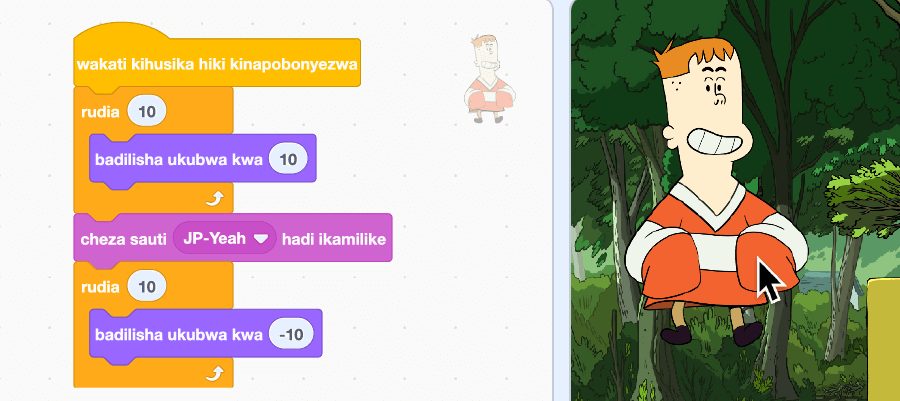 wakati kihusika hiki kinapobonyezwa
rudia 10
badilisha ukubwa kwa 10
cheza sauti JP-Yeah hadi ikamilike
rudia 10
badilisha ukubwa kwa -10